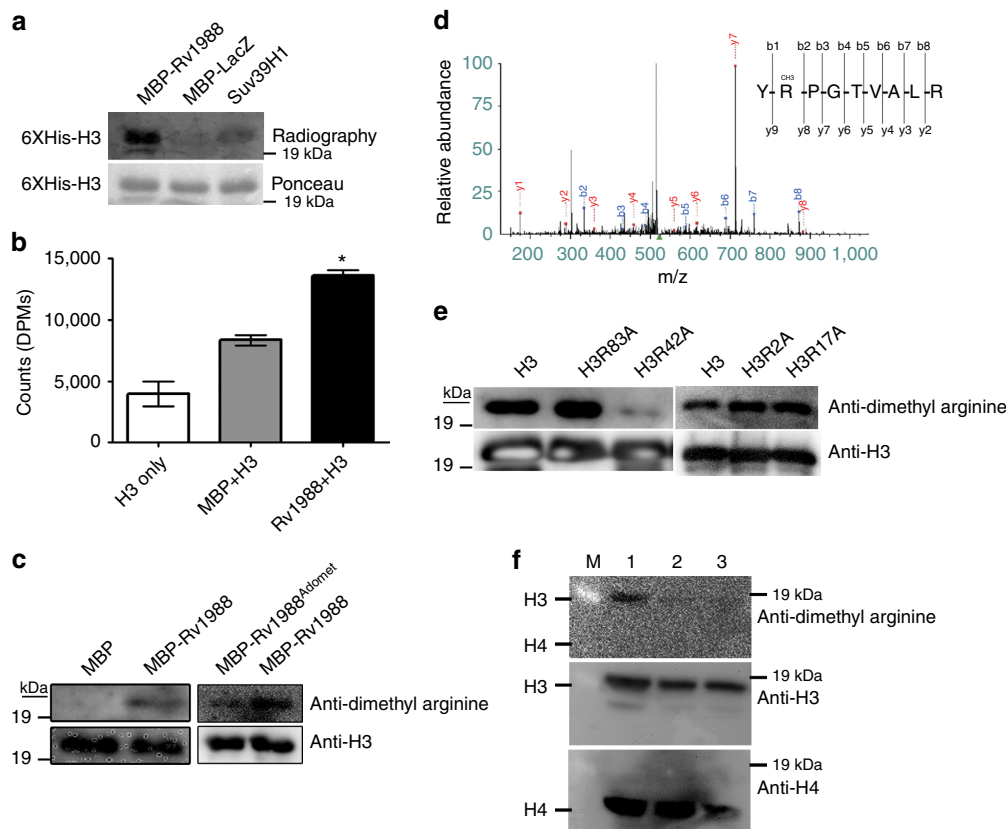 a
MBP-Rv1988
MBP-LacZ
Suv39H1
6XHis-H3
Radiography
19 kDa
6XHis-H3
Ponceau
19 kDa
b
15,000
10,000
5,000
0
Counts (DPMs)
*
H3 only
MBP+H3
Rv1988+H3
c
MBP
MBP-Rv1988
MBP-Rv1988Adomet
MBP-Rv1988
kDa
19
Anti-dimethyl arginine
19
Anti-H3
d
100
75
50
25
0
Relative abundance
y1
y2
b2
y3
b3
y4
b4
y5
b5
y6
b6
y7
b7
b8
y8
200 300 400 500 600 700 800 900 1,000
m/z
b1 b2 b3 b4 b5 b6 b7 b8
CH3
Y-R-P-G-T-V-A-L-R
y9 y8 y7 y6 y5 y4 y3 y2
e
H3
H3R83A
H3R42A
H3
H3R2A
H3R17A
kDa
19
Anti-dimethyl arginine
19
Anti-H3
f
M 1 2 3
H3
19 kDa
Anti-dimethyl arginine
H4
H3
19 kDa
Anti-H3
19 kDa
Anti-H4
H4